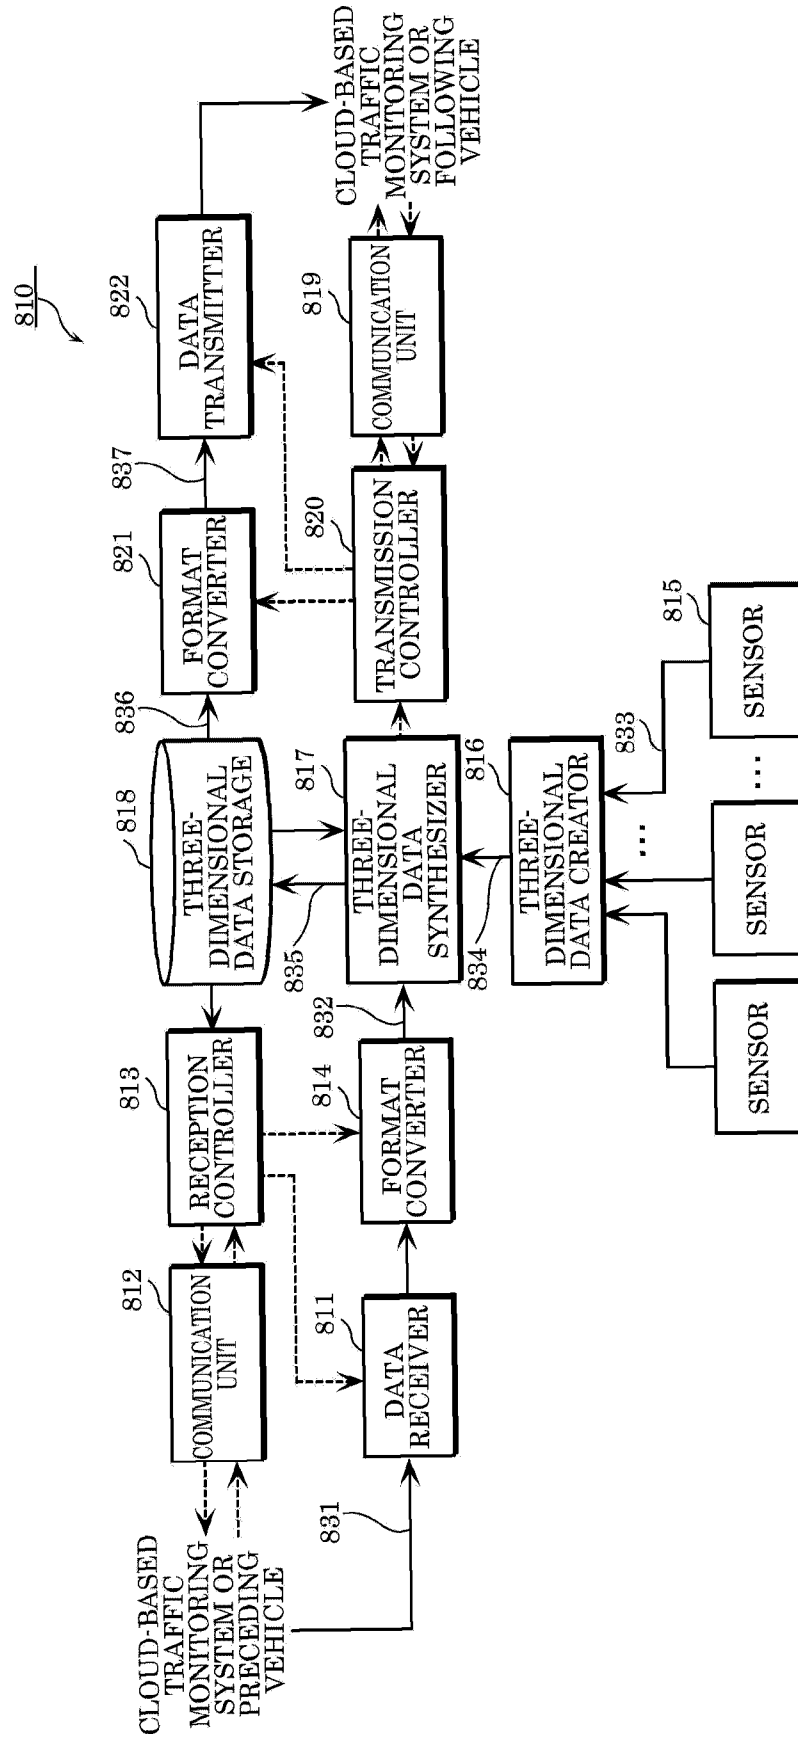 810
CLOUD-BASED
TRAFFIC
MONITORING
SYSTEM OR
PRECEDING
VEHICLE
812
COMMUNICATION
UNIT
813
RECEPTION
CONTROLLER
818
THREE-
DIMENSIONAL
DATA STORAGE
836
821
FORMAT
CONVERTER
837
822
DATA
TRANSMITTER
831
811
DATA
RECEIVER
814
FORMAT
CONVERTER
832
835
817
THREE-
DIMENSIONAL
DATA
SYNTHESIZER
820
TRANSMISSION
CONTROLLER
819
COMMUNICATION
UNIT
CLOUD-BASED
TRAFFIC
MONITORING
SYSTEM OR
FOLLOWING
VEHICLE
834
816
THREE-
DIMENSIONAL
DATA CREATOR
833
...
815
SENSOR
SENSOR
...
SENSOR